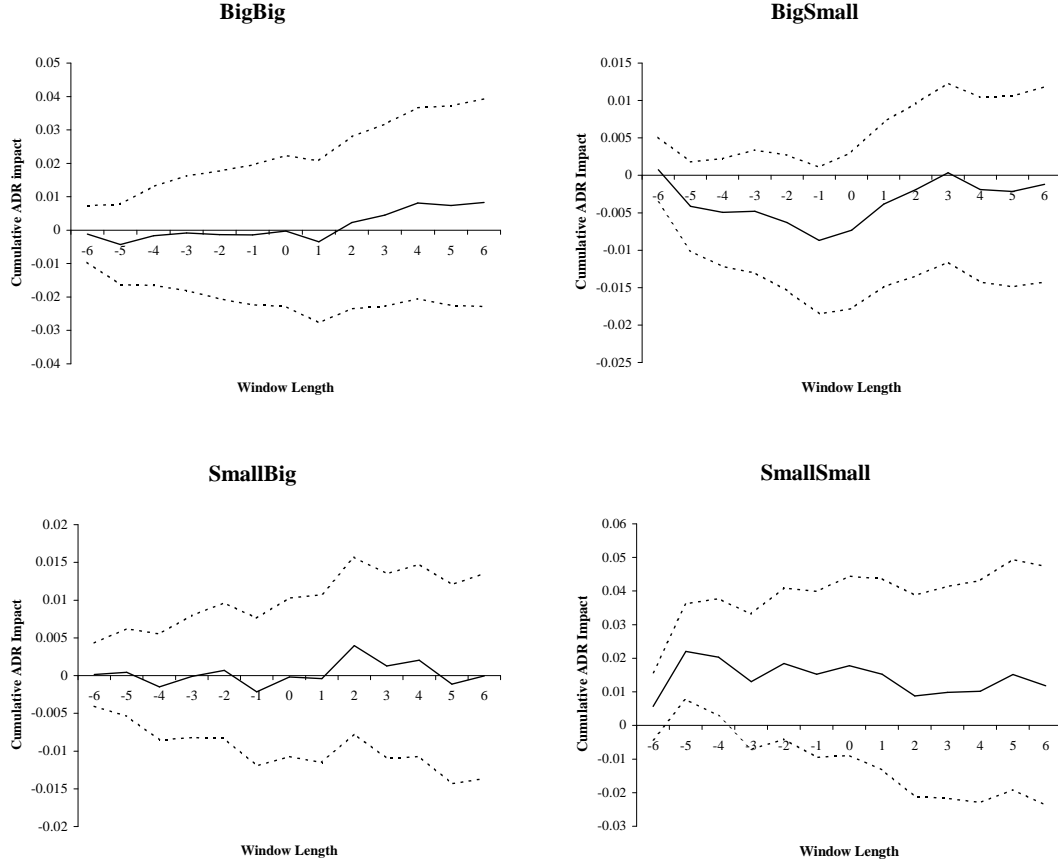 BigBig
0.05
0.04
0.03
0.02
0.01
0
-0.01
-0.02
-0.03
-0.04
-6 -5 -4 -3 -2 -1 0 1 2 3 4 5 6
Cumulative ADR impact
Window Length
BigSmall
0.015
0.01
0.005
0
-0.005
-0.01
-0.015
-0.02
-0.025
-6 -5 -4 -3 -2 -1 0 1 2 3 4 5 6
Cumulative ADR Impact
Window Length
SmallBig
0.02
0.015
0.01
0.005
0
-0.005
-0.01
-0.015
-0.02
-6 -5 -4 -3 -2 -1 0 1 2 3 4 5 6
Cumulative ADR Impact
Window Length
SmallSmall
0.06
0.05
0.04
0.03
0.02
0.01
0
-0.01
-0.02
-0.03
-6 -5 -4 -3 -2 -1 0 1 2 3 4 5 6
Cumulative ADR Impact
Window Length